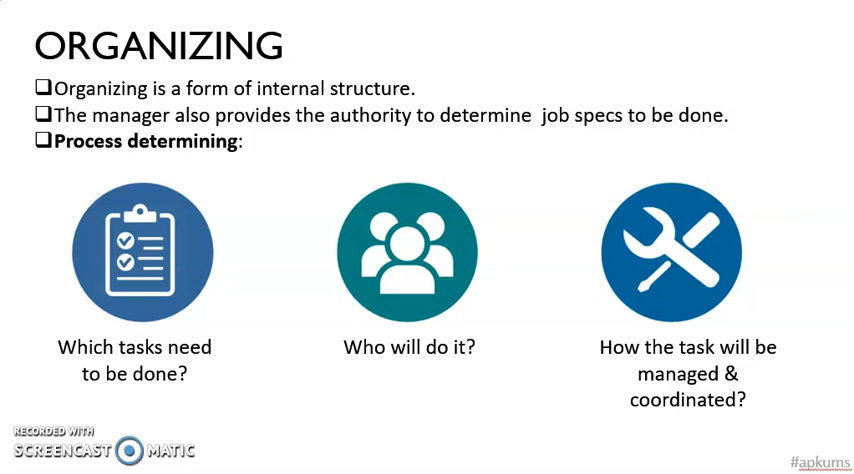 ORGANIZING
❑Organizing is a form of internal structure.
❑The manager also provides the authority to determine  job specs to be done.
❑Process determining:
Which tasks need
to be done?
Who will do it?
How the task will be
managed &
coordinated?
RECORDED WITH
SCREENCAST MATIC
#apkums